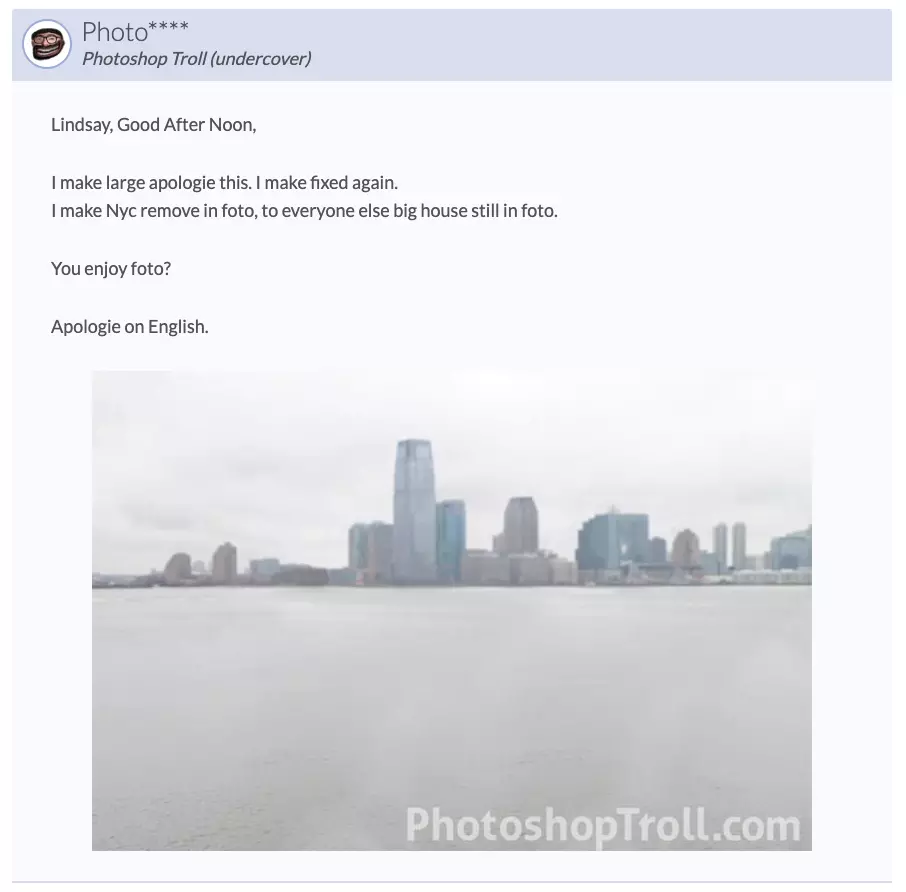 Photo****
Photoshop Troll (undercover)
Lindsay, Good After Noon,
I make large apologie this. I make fixed again.
I make Nyc remove in foto, to everyone else big house still in foto.
You enjoy foto?
Apologie on English.
PhotoshopTroll.com